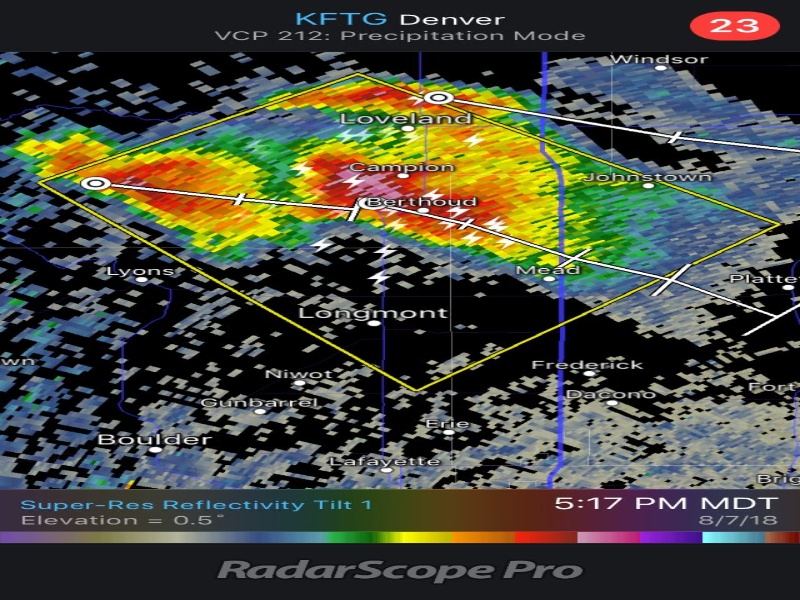 KFTG Denver
VCP 212: Precipitation Mode
23
Windsor
Loveland
Campion
Johnstown
Berthoud
Lyons
Mead
Platte
Longmont
wn
Niwot
Frederick
Gunbarrel
Dacono
Fort
Erie
Boulder
Lafayette
Brig
Super-Res Reflectivity Tilt 1
5:17 PM MDT
Elevation = 0.5°
8/7/18
RadarScope Pro